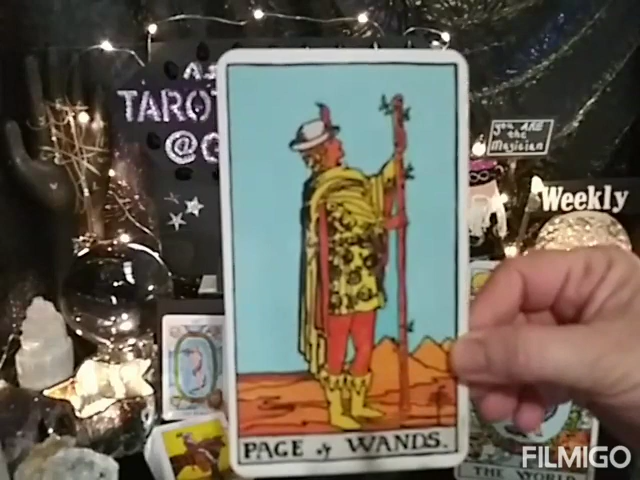 TAROT
@
you ARE
the
Magician
Weekly
PAGE of WANDS.
THE WORLD
FILMIGO